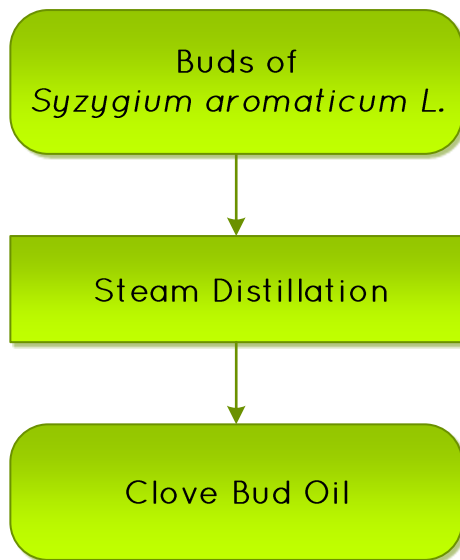 Buds of
Syzygium aromaticum L.
Steam Distillation
Clove Bud Oil